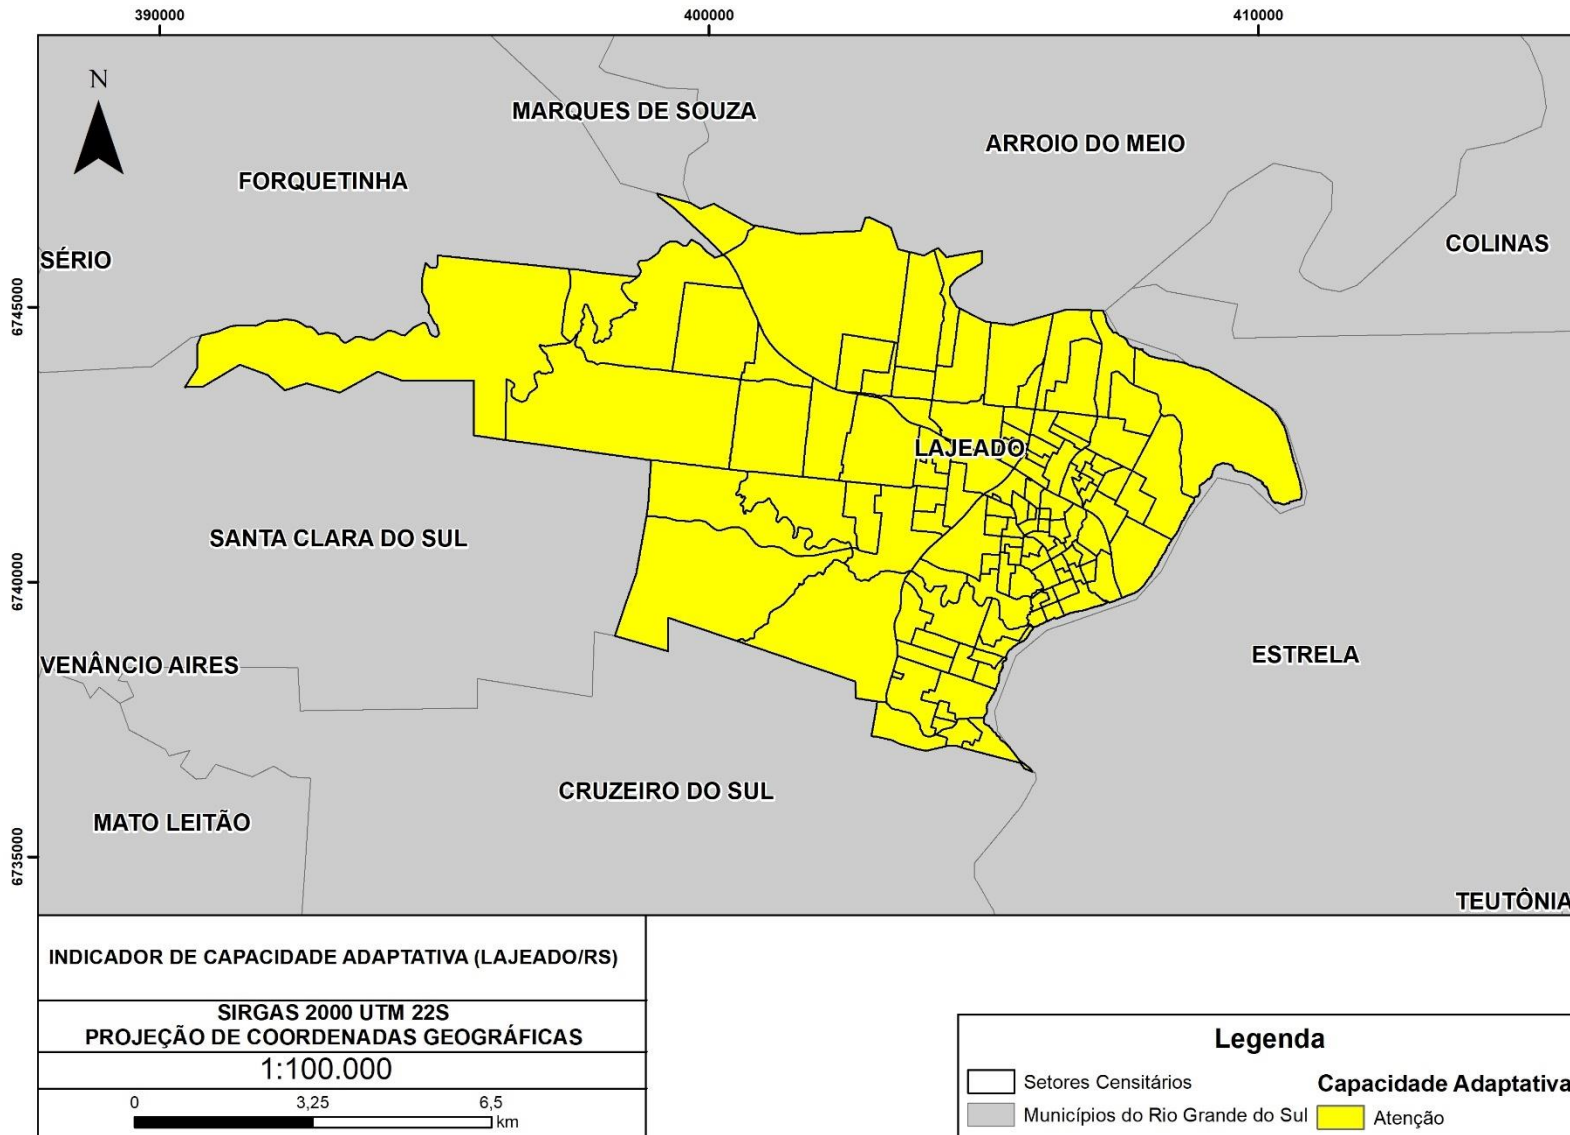 390000
400000
410000
N
MARQUES DE SOUZA
ARROIO DO MEIO
FORQUETINHA
COLINAS
SÉRIO
6745000
LAJEADO
SANTA CLARA DO SUL
6740000
ESTRELA
VENÂNCIO AIRES
CRUZEIRO DO SUL
MATO LEITÃO
6735000
TEUTÔNIA
INDICADOR DE CAPACIDADE ADAPTATIVA (LAJEADO/RS)
SIRGAS 2000 UTM 22S
PROJEÇÃO DE COORDENADAS GEOGRÁFICAS
1:100.000
0 3,25 6,5
km
Legenda
Setores Censitários
Municípios do Rio Grande do Sul
Capacidade Adaptativa
Atenção